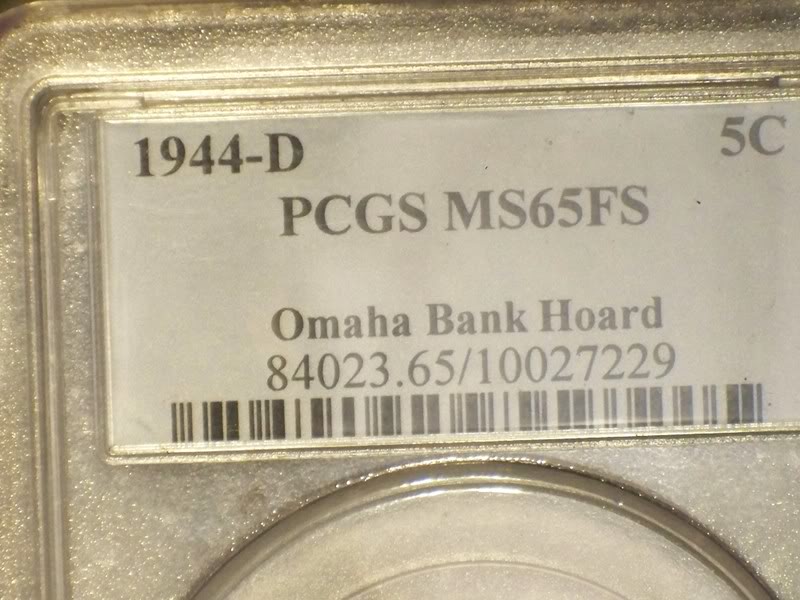 1944-D 5C
PCGS MS65FS
Omaha Bank Hoard
84023.65/10027229